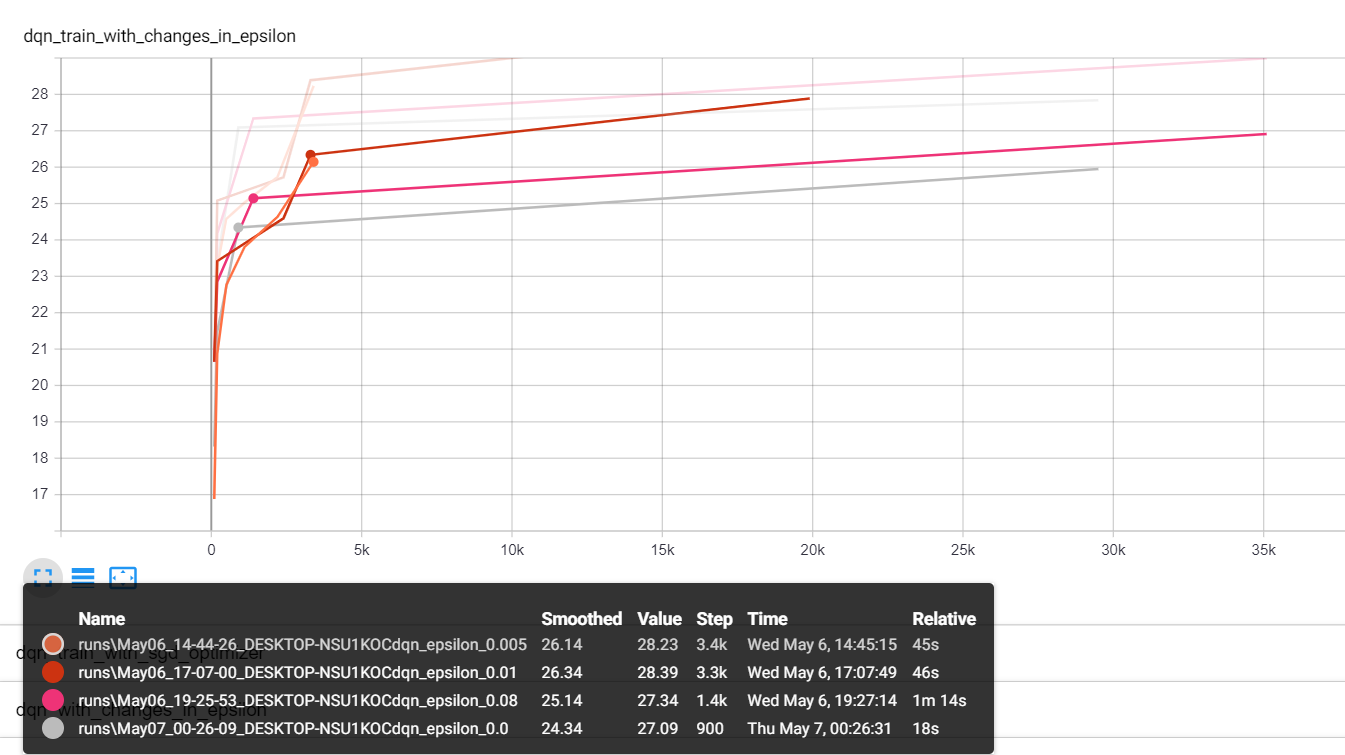 dqn_train_with_changes_in_epsilon
28
27
26
25
24
23
22
21
20
19
18
17
0 5k 10k 15k 20k 25k 30k 35k
Name Smoothed Value Step Time Relative
runs\May06_14-44-26_DESKTOP-NSU1KOCdqn_epsilon_0.005 26.14 28.23 3.4k Wed May 6, 14:45:15 45s
dqn_train_with_sgd_optimizer
runs\May06_17-07-00_DESKTOP-NSU1KOCdqn_epsilon_0.01 26.34 28.39 3.3k Wed May 6, 17:07:49 46s
runs\May06_19-25-53_DESKTOP-NSU1KOCdqn_epsilon_0.08 25.14 27.34 1.4k Wed May 6, 19:27:14 1m 14s
dqn_with_changes_in_epsilon
runs\May07_00-26-09_DESKTOP-NSU1KOCdqn_epsilon_0.0 24.34 27.09 900 Thu May 7, 00:26:31 18s